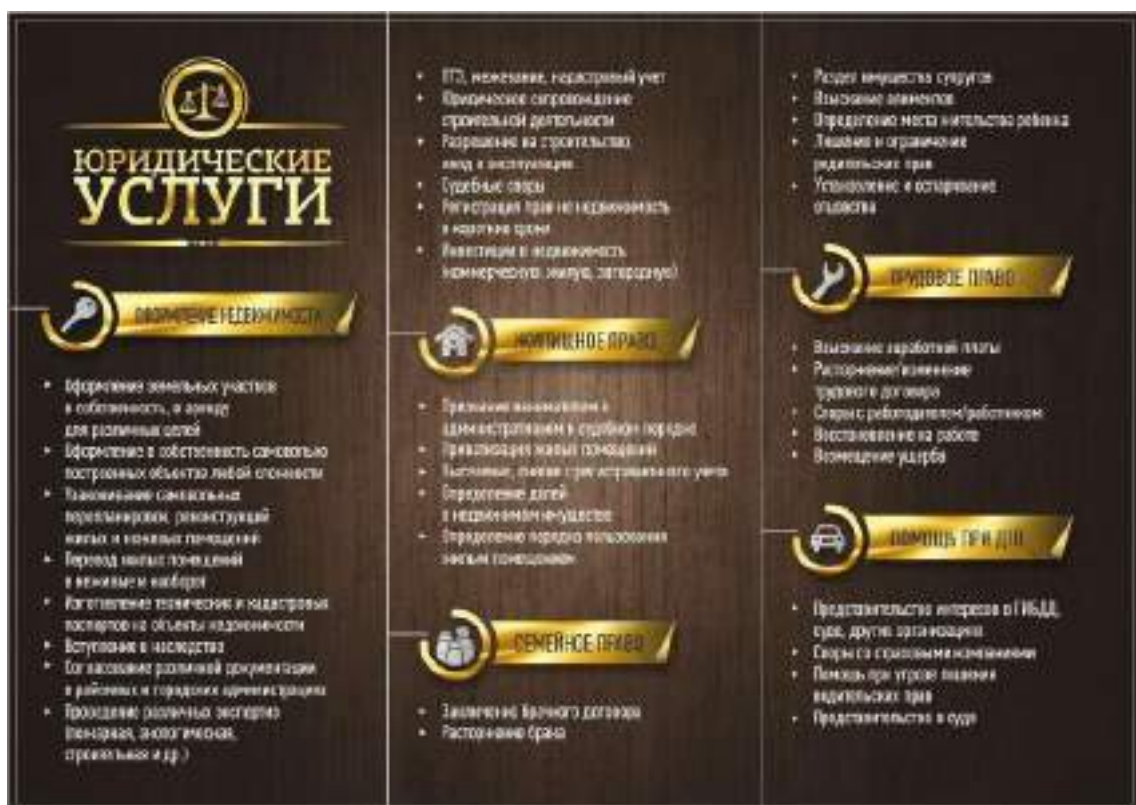 ЮРИДИЧЕСКИЕ
УСЛУГИ
ОФОРМЛЕНИЕ НЕДВИЖИМОСТИ
Оформление земельных участков
в собственность, в аренду
для различных целей
Оформление в собственность самовольно
построенных объектов любой сложности
Узаконивание самовольных
перепланировок, реконструкций
жилых и нежилых помещений
Перевод жилых помещений
в нежилые и наоборот
Изготовление технических и кадастровых
паспортов на объекты недвижимости
Вступление в наследство
Согласование различной документации
в районных и городских администрациях
Проведение различных экспертиз
(пожарная, экологическая,
строительная и др.)
ПТЭ, межевание, кадастровый учет
Юридическое сопровождение
строительной деятельности
Разрешение на строительство,
ввод в эксплуатацию
Судебные споры
Регистрация прав на недвижимость
в короткие сроки
Инвестиции в недвижимость
(коммерческую, жилую, загородную)
ЖИЛИЩНОЕ ПРАВО
Признание нанимателем в
административном и судебном порядке
Приватизация жилых помещений
Выселение, снятие с регистрационного учета
Определение долей
в недвижимом имуществе
Определение порядка пользования
жилым помещением
СЕМЕЙНОЕ ПРАВО
Заключение брачного договора
Расторжение брака
Раздел имущества супругов
Взыскание алиментов
Определение места жительства ребенка
Лишение и ограничение
родительских прав
Установление и оспаривание
отцовства
ТРУДОВОЕ ПРАВО
Взыскание заработной платы
Расторжение/изменение
трудового договора
Споры с работодателем/работником
Восстановление на работе
Возмещение ущерба
ПОМОЩЬ ПРИ ДТП
Представительство интересов в ГИБДД,
суде, других организациях
Споры со страховыми компаниями
Помощь при угрозе лишения
водительских прав
Представительство в суде